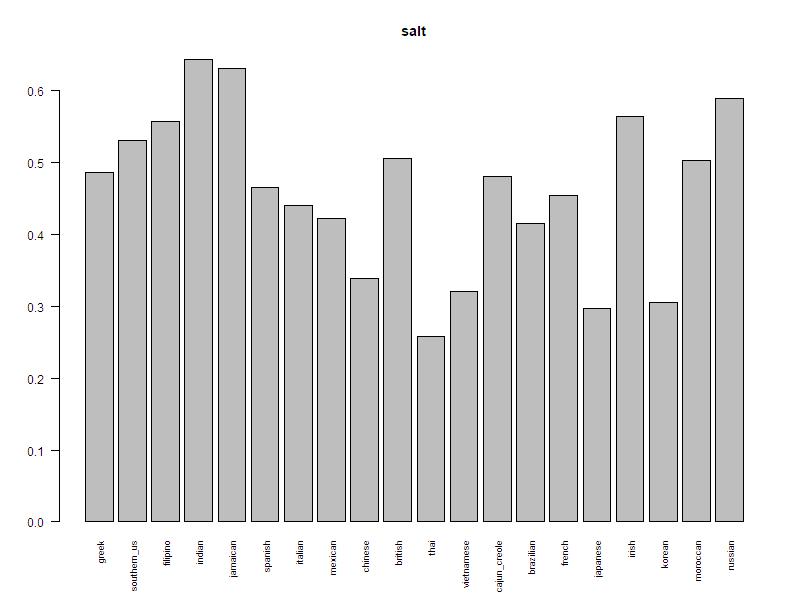 salt
0.6
0.5
0.4
0.3
0.2
0.1
0.0
greek
southern_us
filipino
indian
jamaican
spanish
italian
mexican
chinese
british
thai
vietnamese
cajun_creole
brazilian
french
japanese
irish
korean
moroccan
russian